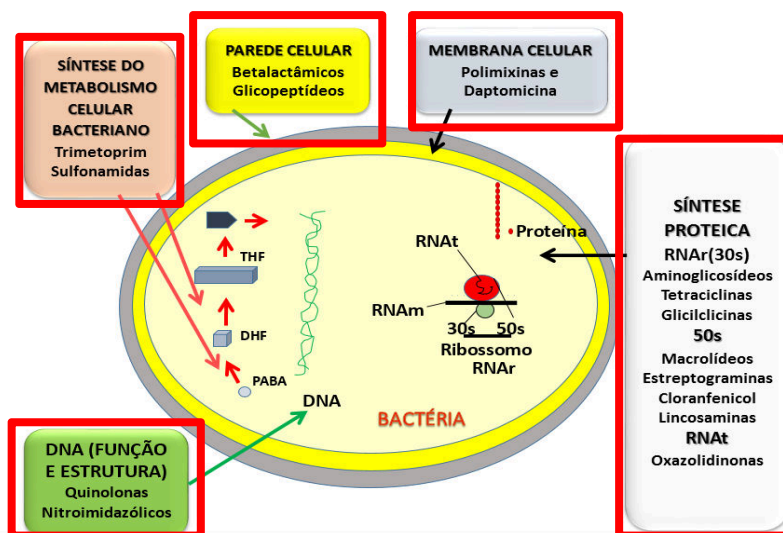 SÍNTESE DO
METABOLISMO
CELULAR
BACTERIANO
Trimetoprim
Sulfonamidas
PAREDE CELULAR
Betalactâmicos
Glicopeptídeos
MEMBRANA CELULAR
Polimixinas e
Daptomicina
SÍNTESE
PROTEICA
RNAr(30s)
Aminoglicosídeos
Tetraciclinas
Glicilclicinas
50s
Macrolídeos
Estreptograminas
Cloranfenicol
Lincosaminas
RNAt
Oxazolidinonas
Proteína
RNAt
RNAm
30s 50s
Ribossomo
RNAr
THF
DHF
PABA
DNA
BACTÉRIA
DNA (FUNÇÃO
E ESTRUTURA)
Quinolonas
Nitroimidazólicos